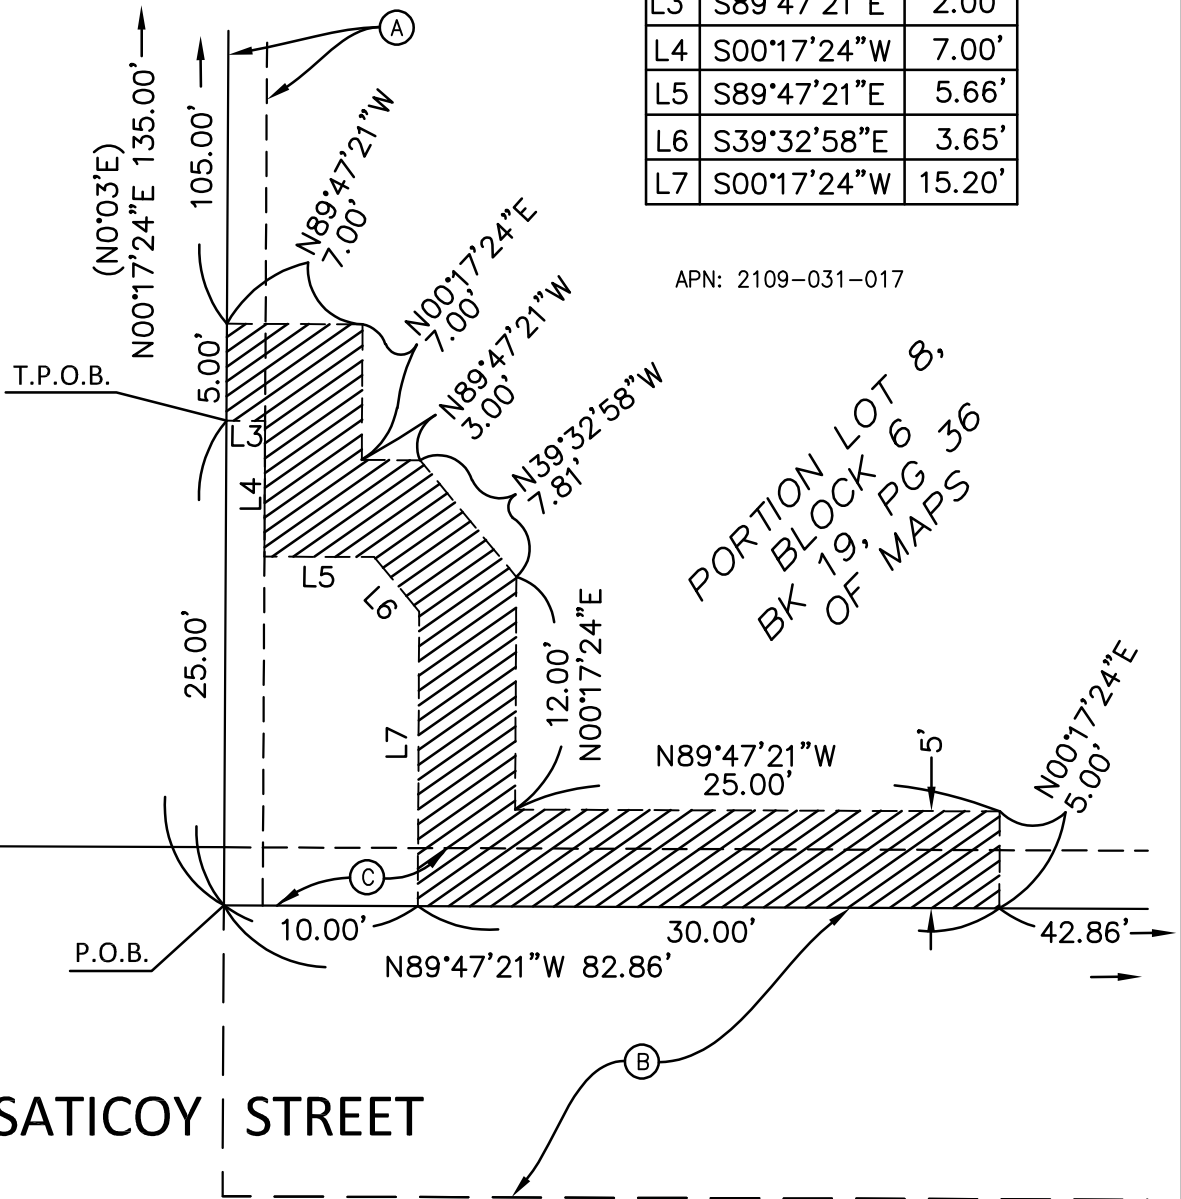 L3 S89°47'21"E 2.00'
L4 S00°17'24"W 7.00'
L5 S89°47'21"E 5.66'
L6 S39°32'58"E 3.65'
L7 S00°17'24"W 15.20'
A
(N0°03'E)
N00°17'24"E 135.00'
105.00'
N89°47'21"W
7.00'
N00°17'24"E
7.00'
N89°47'21"W
3.00'
N39°32'58"W
7.81'
APN: 2109-031-017
PORTION LOT 8,
BLOCK 6
BK 19, PG 36
OF MAPS
5.00'
T.P.O.B.
L3
L4
L5
L6
25.00'
L7
12.00'
N00°17'24"E
N89°47'21"W
25.00'
5'
N00°17'24"E
5.00'
C
10.00'
30.00'
42.86'
P.O.B.
N89°47'21"W 82.86'
B
SATICOY STREET